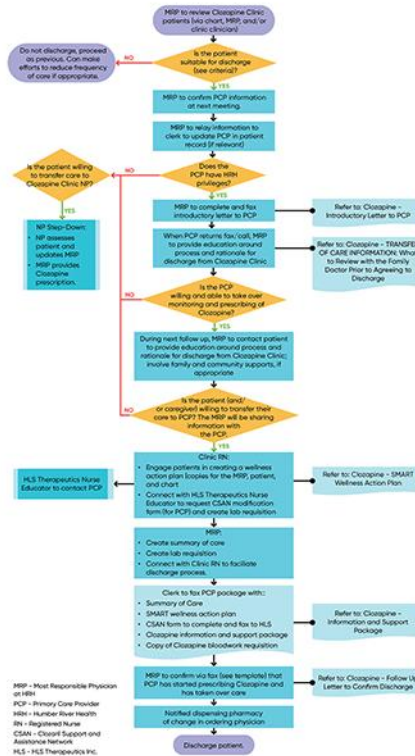 MRP to review Clozapine Clinic
patients (via chart, MRP, and/or
clinic clinician)
Do not discharge, proceed
as previous. Can make
efforts to reduce frequency
of care if appropriate.
NO
Is the patient
suitable for discharge
(see criteria)?
YES
MRP to confirm PCP information
at next meeting.
MRP to relay information to
clerk to update PCP in patient
record (if relevant)
Is the patient willing
to transfer care to
Clozapine Clinic NP?
NO
Does the
PCP have HRH
privileges?
YES
YES
NP Step-Down:
• NP assesses
patient and
updates MRP
• MRP provides
Clozapine
prescription.
MRP to complete and fax
introductory letter to PCP
Refer to: Clozapine -
Introductory Letter to PCP
When PCP returns fax/call, MRP
to provide education around
process and rationale for
discharge from Clozapine Clinic
Refer to: Clozapine - TRANSFER
OF CARE INFORMATION: What
to Review with the Family
Doctor Prior to Agreeing to
Discharge
NO
Is the PCP
willing and able to take over
monitoring and prescribing of
Clozapine?
YES
During next follow up, MRP to contact patient
to provide education around process and
rationale for discharge from Clozapine Clinic;
involve family and community supports, if
appropriate
NO
Is the patient (and/
or caregiver) willing to transfer their
care to PCP? The MRP will be sharing
information with
the PCP.
YES
Clinic RN:
• Engage patients in creating a wellness
action plan (copies for the MRP, patient,
and chart
• Connect with HLS Therapeutics Nurse
Educator to request CSAN modification
form (for PCP) and create lab requisition
HLS Therapeutics Nurse
Educator to contact PCP
Refer to: Clozapine - SMART
Wellness Action Plan
MRP:
• Create summary of care
• Create lab requisition
• Connect with Clinic RN to facilitate
discharge process.
Clerk to fax PCP package with:
• Summary of Care
• SMART wellness action plan
• CSAN form to complete and fax to HLS
• Clozapine information and support package
• Copy of Clozapine bloodwork requisition
Refer to: Clozapine -
Information and Support
Package
MRP to confirm via fax (see template) that
PCP has started prescribing Clozapine and
has taken over care
Refer to: Clozapine - Follow Up
Letter to Confirm Discharge
Notified dispensing pharmacy
of change in ordering physician
Discharge patient.
MRP - Most Responsible Physician
at HRH
PCP - Primary Care Provider
HRH - Humber River Health
RN - Registered Nurse
CSAN - Clozaril Support and
Assistance Network
HLS - HLS Therapeutics Inc.